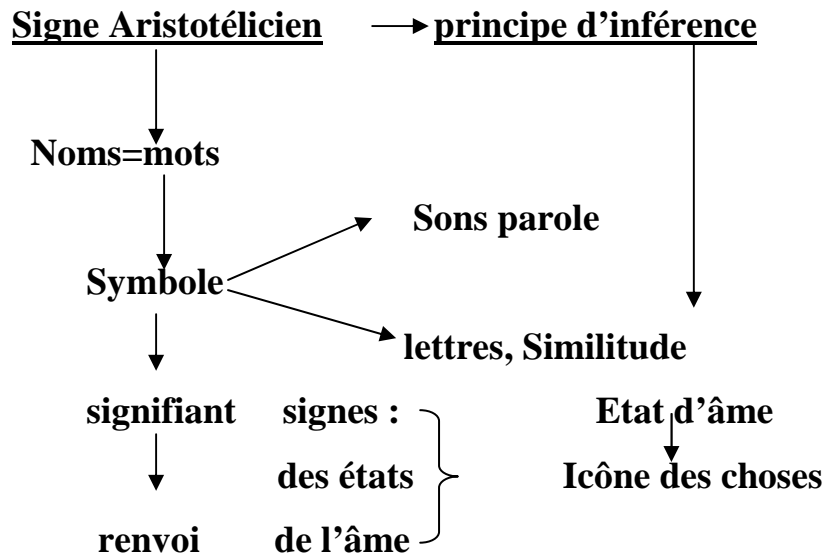 Signe Aristotélicien principe d’inférence
Noms=mots
Sons parole
Symbole
lettres, Similitude
signifiant signes : Etat d’âme
des états Icône des choses
renvoi de l’âme